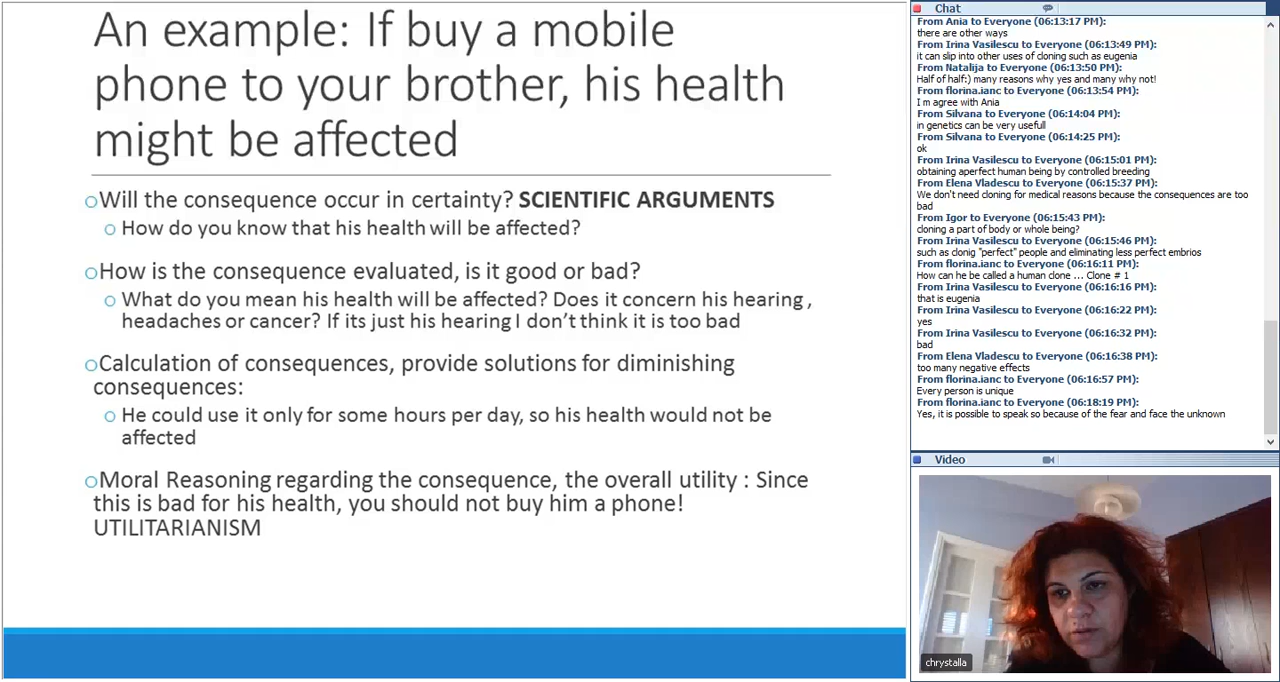 An example: If buy a mobile
phone to your brother, his health
might be affected
oWill the consequence occur in certainty? SCIENTIFIC ARGUMENTS
o How do you know that his health will be affected?
oHow is the consequence evaluated, is it good or bad?
o What do you mean his health will be affected? Does it concern his hearing ,
headaches or cancer? If its just his hearing I don't think it is too bad
oCalculation of consequences, provide solutions for diminishing
consequences:
o He could use it only for some hours per day, so his health would not be
affected
oMoral Reasoning regarding the consequence, the overall utility : Since
this is bad for his health, you should not buy him a phone!
UTILITARIANISM
Chat
From Ania to Everyone (06:13:17 PM):
there are other ways
From Irina Vasilescu to Everyone (06:13:49 PM):
it can slip into other uses of cloning such as eugenia
From Natalija to Everyone (06:13:50 PM):
Half of half:) many reasons why yes and many why not!
From florina.ianc to Everyone (06:13:54 PM):
I m agree with Ania
From Silvana to Everyone (06:14:04 PM):
in genetics can be very usefull
From Silvana to Everyone (06:14:25 PM):
ok
From Irina Vasilescu to Everyone (06:15:01 PM):
obtaining aperfect human being by controlled breeding
From Elena Vladescu to Everyone (06:15:37 PM):
We don't need cloning for medical reasons because the consequences are too
bad
From Igor to Everyone (06:15:43 PM):
cloning a part of body or whole being?
From Irina Vasilescu to Everyone (06:15:46 PM):
such as clonig "perfect" people and eliminating less perfect embrios
From florina.ianc to Everyone (06:16:11 PM):
How can he be called a human clone ... Clone # 1
From Irina Vasilescu to Everyone (06:16:16 PM):
that is eugenia
From Irina Vasilescu to Everyone (06:16:22 PM):
yes
From Irina Vasilescu to Everyone (06:16:32 PM):
bad
From Elena Vladescu to Everyone (06:16:38 PM):
too many negative effects
From florina.ianc to Everyone (06:16:57 PM):
Every person is unique
From florina.ianc to Everyone (06:18:19 PM):
Yes, it is possible to speak so because of the fear and face the unknown
Video
chrystalla